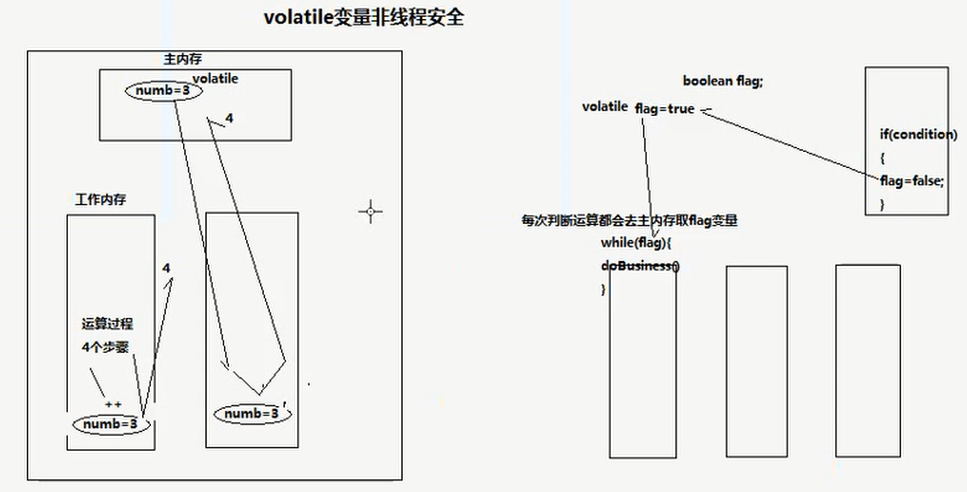 volatile变量非线程安全
主内存
volatile
numb=3
4
工作内存
4
运算过程
4个步骤
++
numb=3
numb=3
boolean flag;
volatile flag=true
if(condition)
{
flag=false;
}
每次判断运算都会去主内存取flag变量
while(flag){
doBusiness()
}